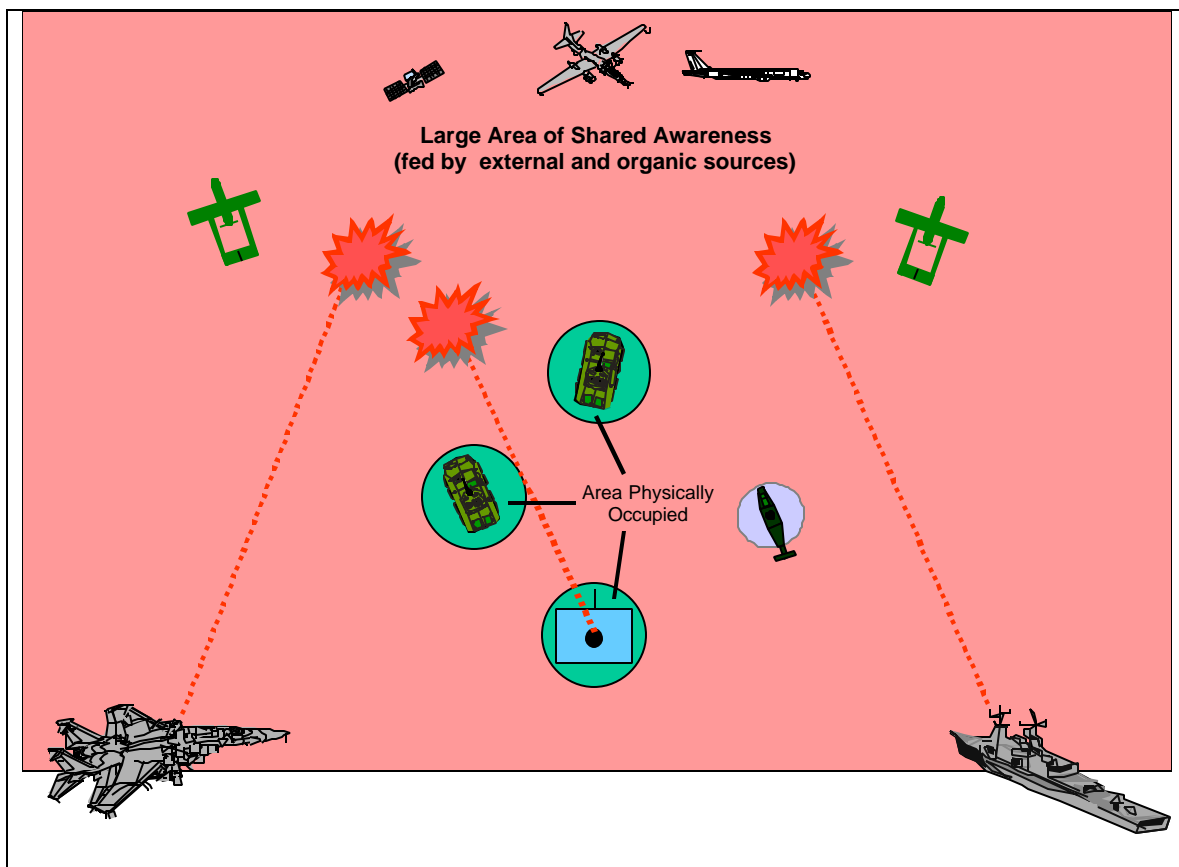 Large Area of Shared Awareness
(fed by  external and organic sources)
Area Physically
Occupied